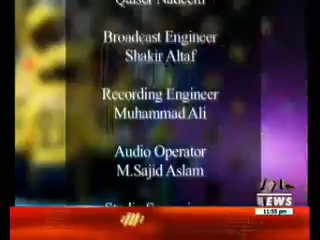 Broadcast Engineer
Shakir Altaf
Recording Engineer
Muhammad Ali
Audio Operator
M.Sajid Aslam
NEWS
11:55 pm